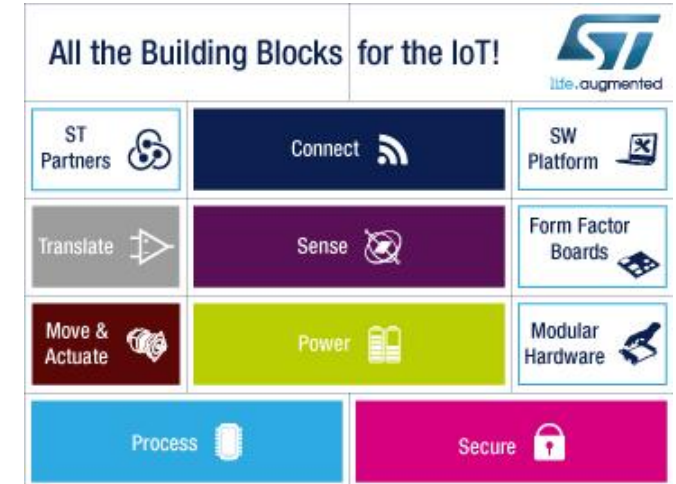 All the Building Blocks for the IoT!
ST
life.augmented
ST
Partners
Connect
SW
Platform
Translate
Sense
Form Factor
Boards
Move &
Actuate
Power
Modular
Hardware
Process
Secure